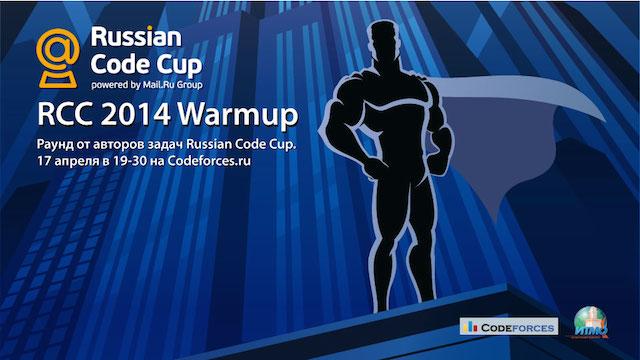 Russian
Code Cup
powered by Mail.Ru Group
RCC 2014 Warmup
Раунд от авторов задач Russian Code Cup.
17 апреля в 19-30 на Codeforces.ru
CODEFORCES
ИТМО